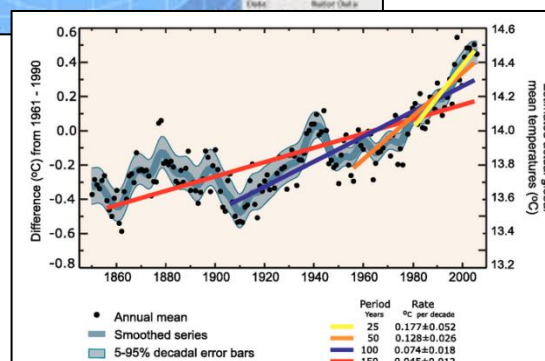 0.6
0.4
0.2
0.0
-0.2
-0.4
-0.6
-0.8
Difference (°C) from 1961 - 1990
14.6
14.4
14.2
14.0
13.8
13.6
13.4
13.2
mean temperatures (°C)
1860 1880 1900 1920 1940 1960 1980 2000
Annual mean
Smoothed series
5-95% decadal error bars
Period Rate
Years °C per decade
25 0.177±0.052
50 0.128±0.026
100 0.074±0.018